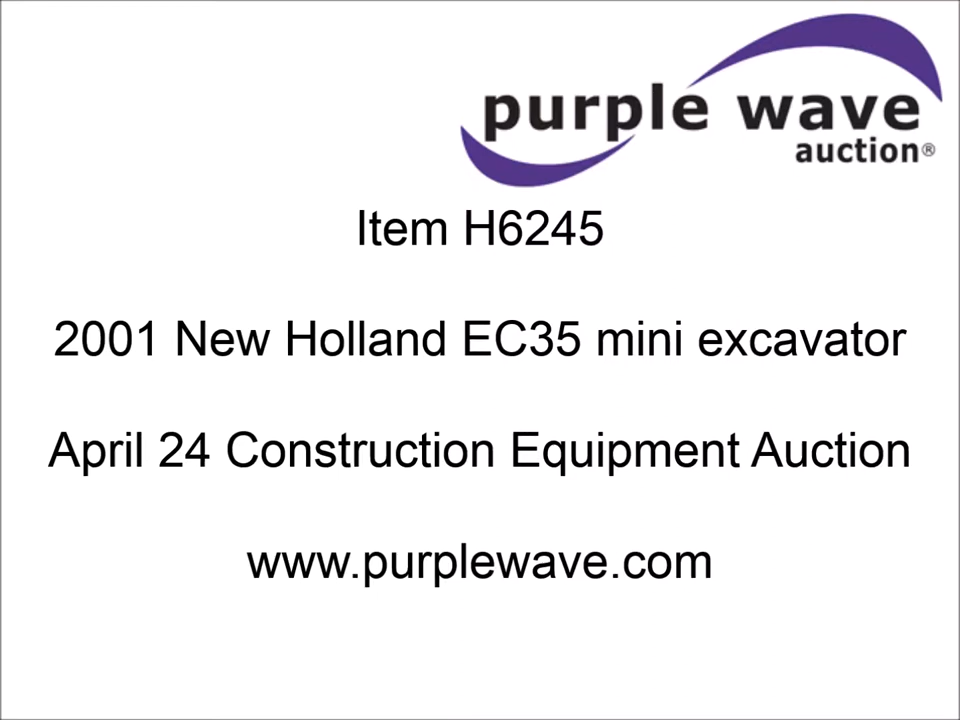 purple wave
auction®
Item H6245
2001 New Holland EC35 mini excavator
April 24 Construction Equipment Auction
www.purplewave.com